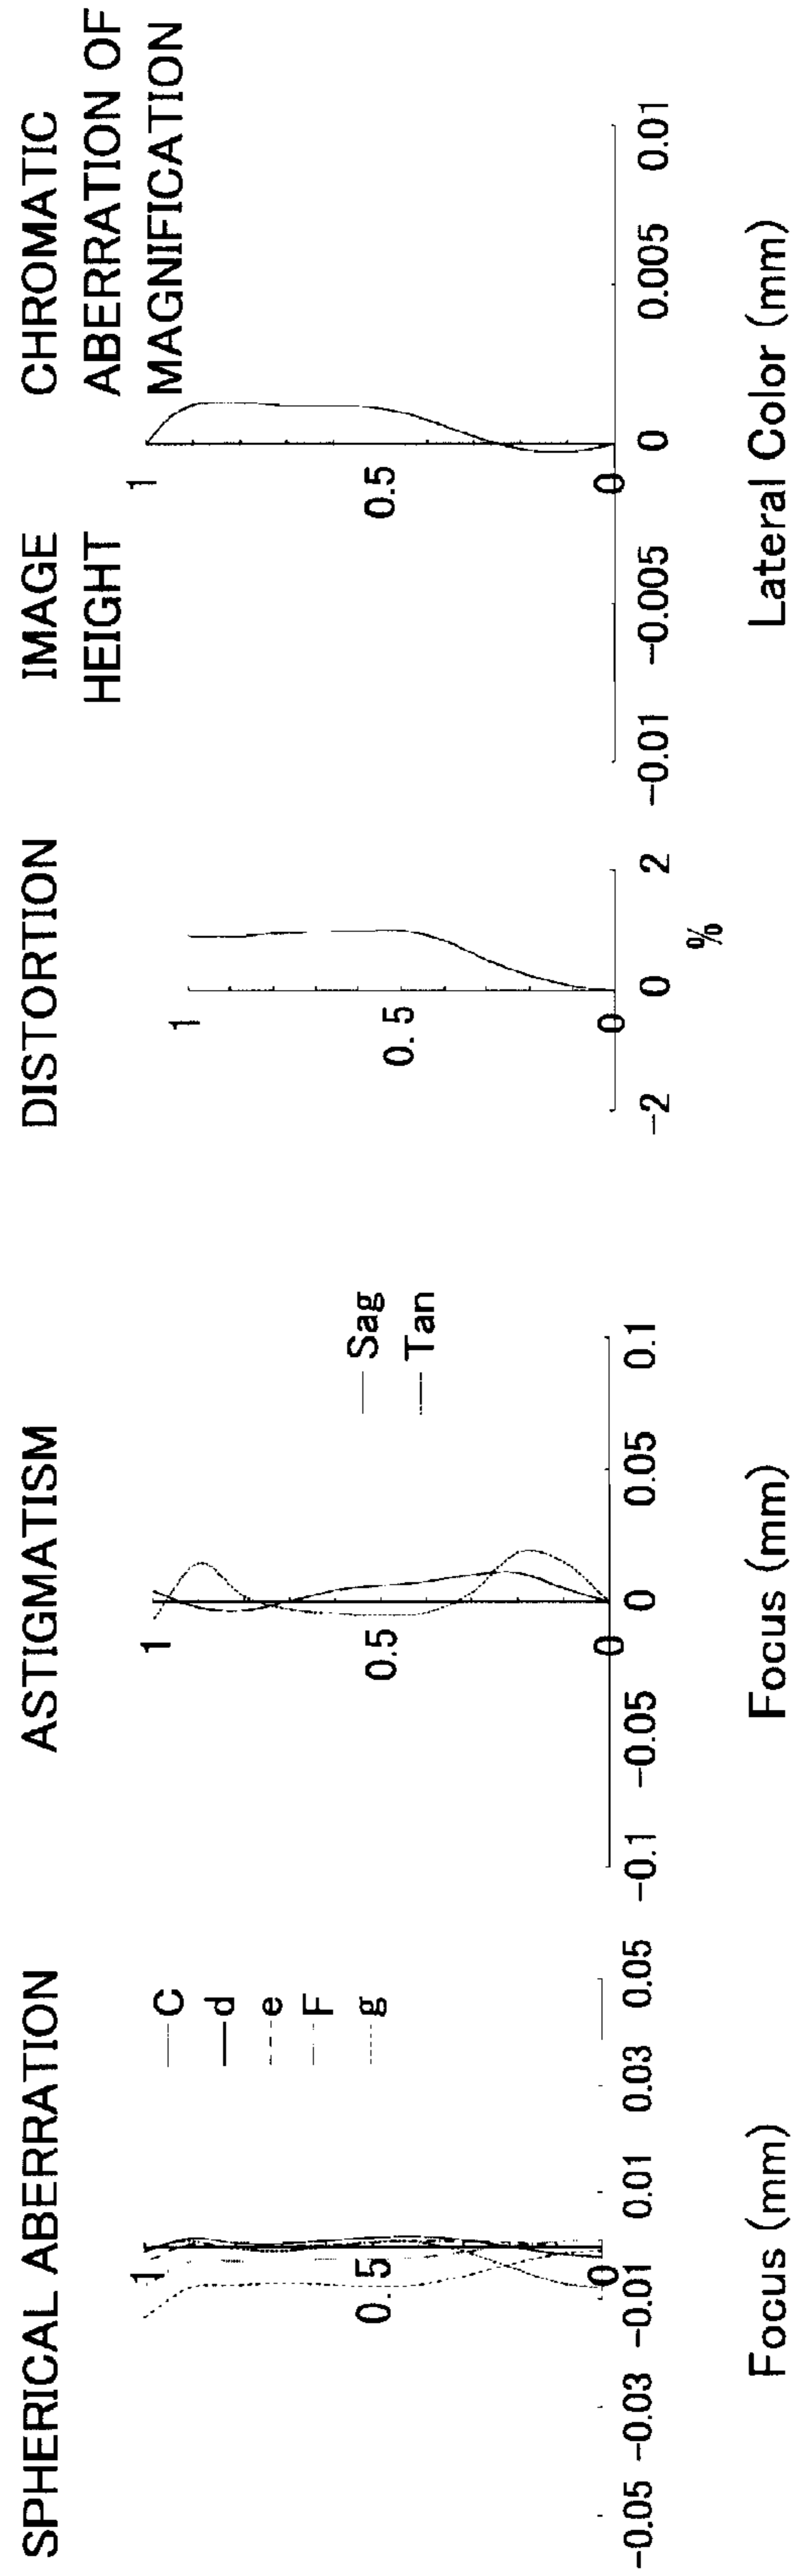 SPHERICAL ABERRATION
C
d
e
F
g
1
0.5
0
-0.05
-0.03
-0.01
0.01
0.03
0.05
Focus (mm)
ASTIGMATISM
Sag
Tan
1
0.5
0
-0.1
-0.05
0
0.05
0.1
Focus (mm)
DISTORTION
1
0.5
0
-2
0
2
%
IMAGE
HEIGHT
CHROMATIC
ABERRATION OF
MAGNIFICATION
1
0.5
0
-0.01
-0.005
0
0.005
0.01
Lateral Color (mm)